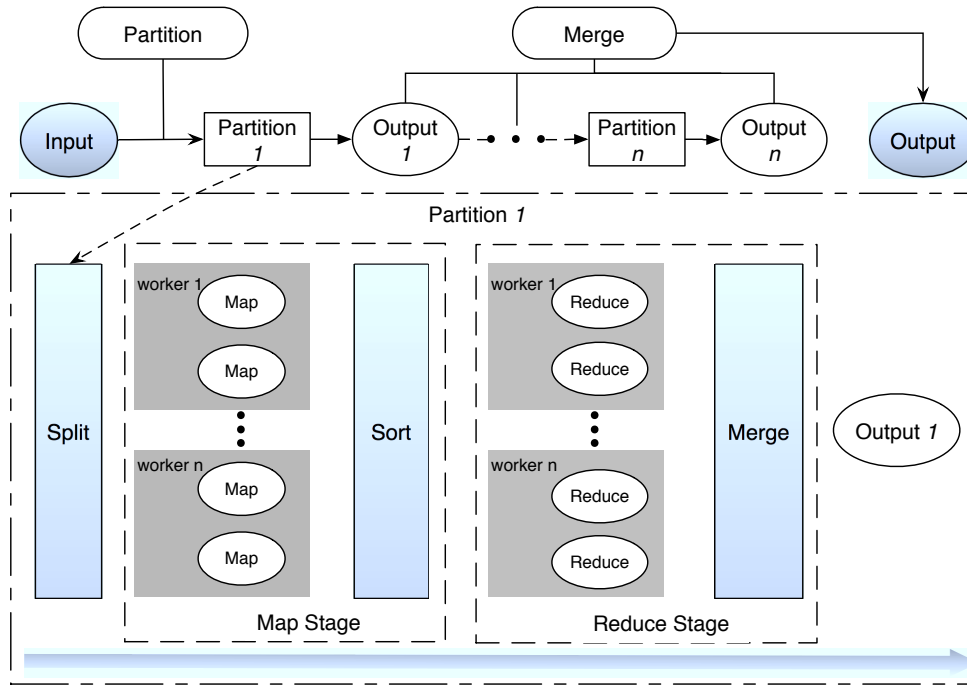 Partition
Merge
Input
Partition
1
Output
1
Partition
n
Output
n
Output
Partition 1
Split
worker 1
Map
Map
worker n
Map
Map
Sort
Map Stage
worker 1
Reduce
Reduce
worker n
Reduce
Reduce
Merge
Reduce Stage
Output 1